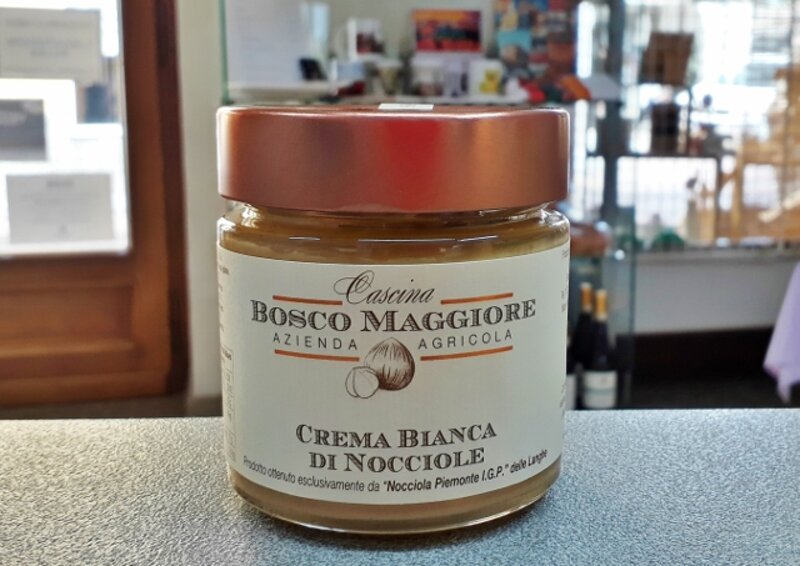 Cascina
BOSCO MAGGIORE
AZIENDA AGRICOLA
CREMA BIANCA
DI NOCCIOLE
Prodotto ottenuto esclusivamente da "Nocciola Piemonte I.G.P." delle Langhe